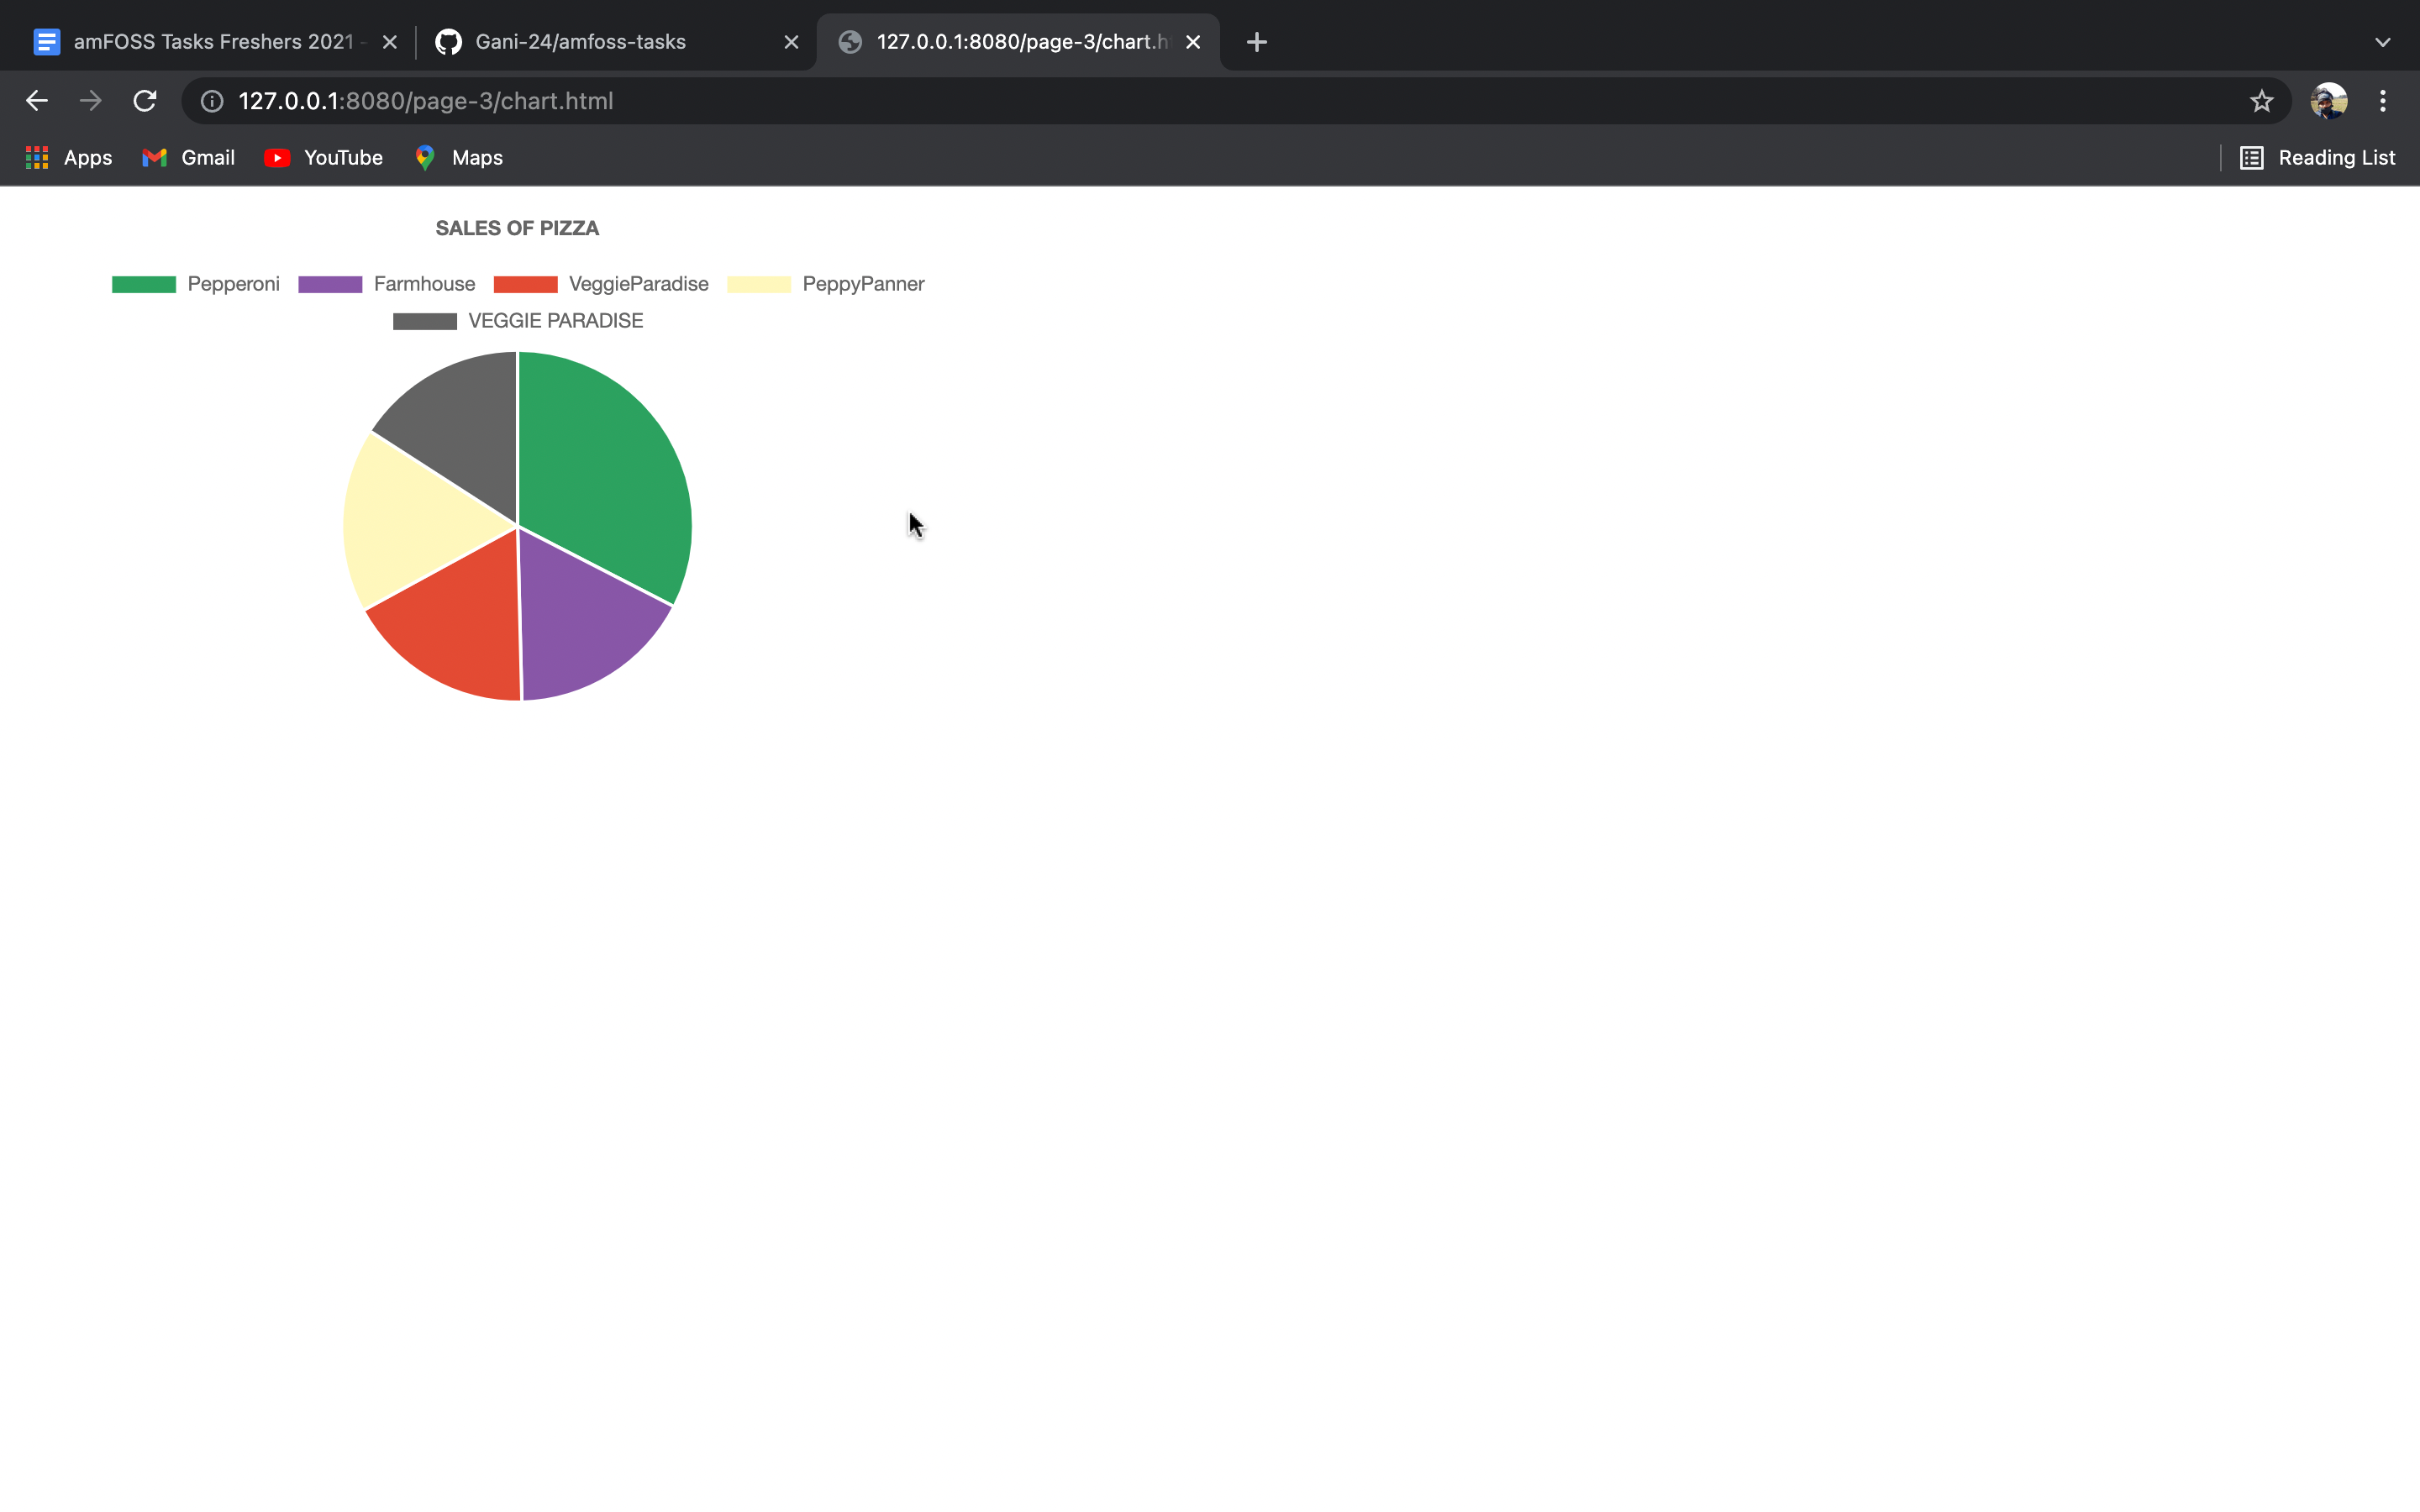 amFOSS Tasks Freshers 2021 -
Gani-24/amfoss-tasks
127.0.0.1:8080/page-3/chart.h
127.0.0.1:8080/page-3/chart.html
Apps Gmail YouTube Maps Reading List
SALES OF PIZZA
Pepperoni Farmhouse VeggieParadise PeppyPanner
VEGGIE PARADISE